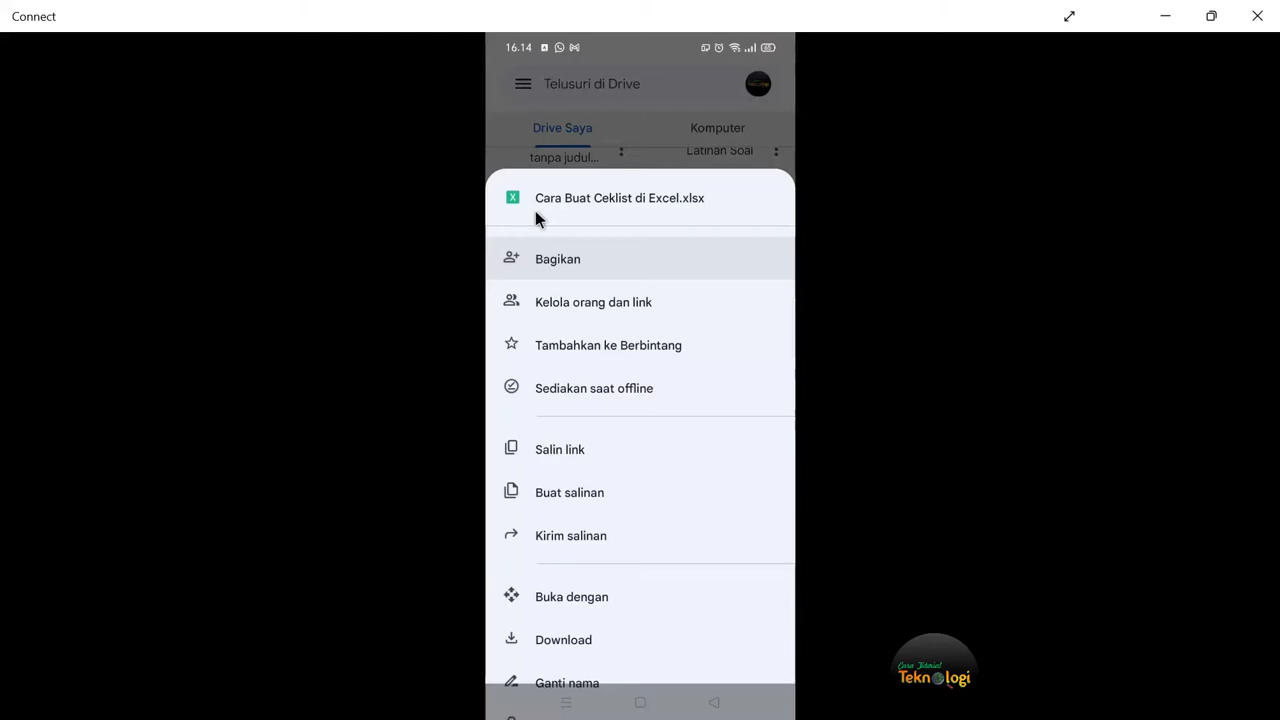 Connect
16.14
Telusuri di Drive
Drive Saya
Komputer
tanpa judul...
Latihan Soal
Cara Buat Ceklist di Excel.xlsx
Bagikan
Kelola orang dan link
Tambahkan ke Berbintang
Sediakan saat offline
Salin link
Buat salinan
Kirim salinan
Buka dengan
Download
Ganti nama
Cara Tutorial
Teknologi